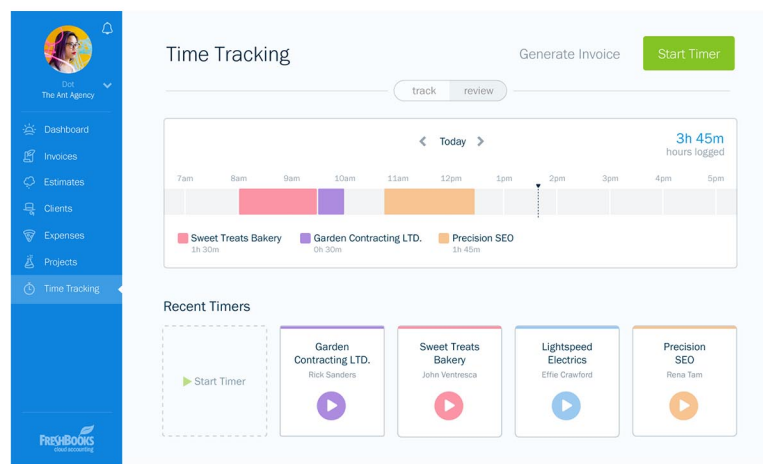 Dot
The Ant Agency
Dashboard
Invoices
Estimates
Clients
Expenses
Projects
Time Tracking
FRESHBOOKS
cloud accounting
Time Tracking
Generate Invoice
Start Timer
track review
Today
3h 45m
hours logged
7am 8am 9am 10am 11am 12pm 1pm 2pm 3pm 4pm 5pm
Sweet Treats Bakery Garden Contracting LTD. Precision SEO
1h 30m 0h 30m 1h 45m
Recent Timers
Start Timer
Garden
Contracting LTD.
Rick Sanders
Sweet Treats
Bakery
John Ventresca
Lightspeed
Electrics
Effie Crawford
Precision
SEO
Rena Tam